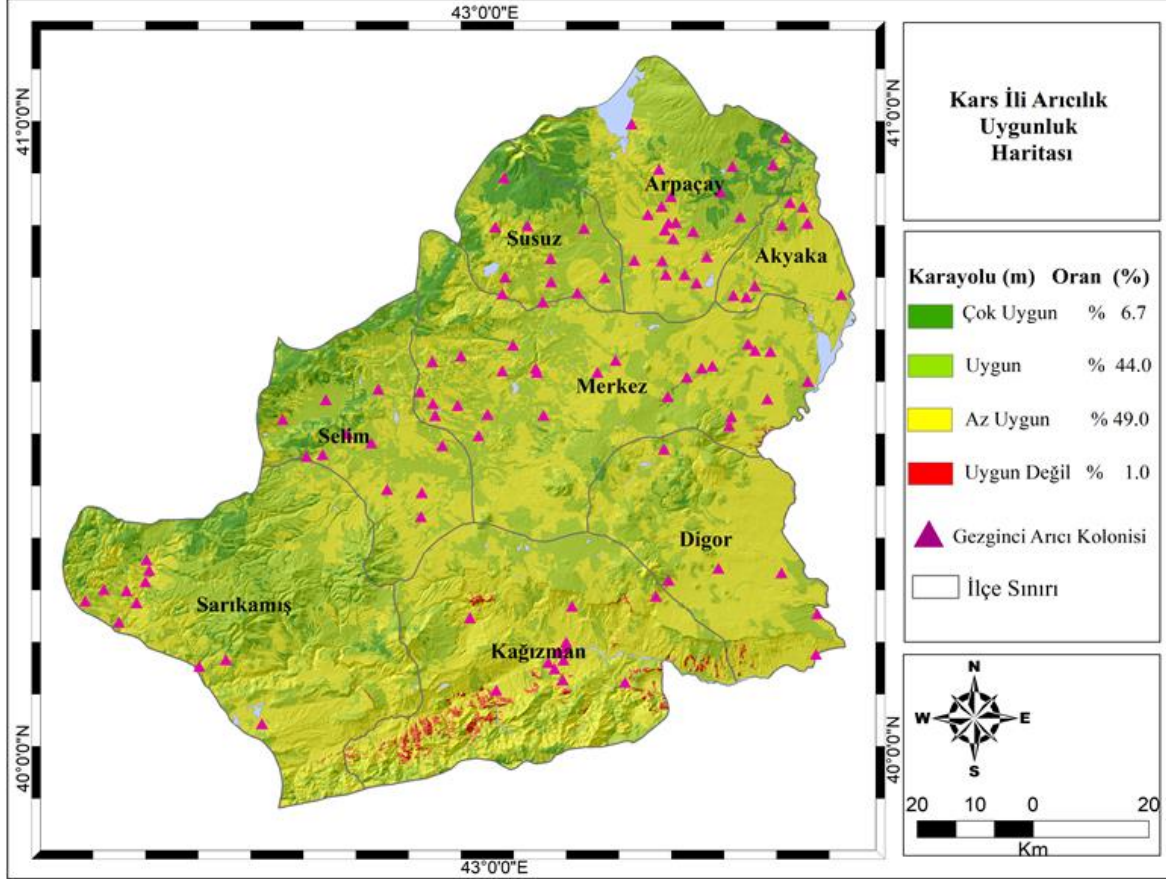 43°0'0"E
41°0'0"N
41°0'0"N
40°0'0"N
40°0'0"N
43°0'0"E
Arpaçay
Susuz
Akyaka
Merkez
Selim
Digor
Sarıkamış
Kağızman
Kars İli Arıcılık
Uygunluk
Haritası
Karayolu (m) Oran (%)
Çok Uygun % 6.7
Uygun % 44.0
Az Uygun % 49.0
Uygun Değil % 1.0
Gezginci Arıcı Kolonisi
İlçe Sınırı
N
W E
S
20 10 0 20
Km